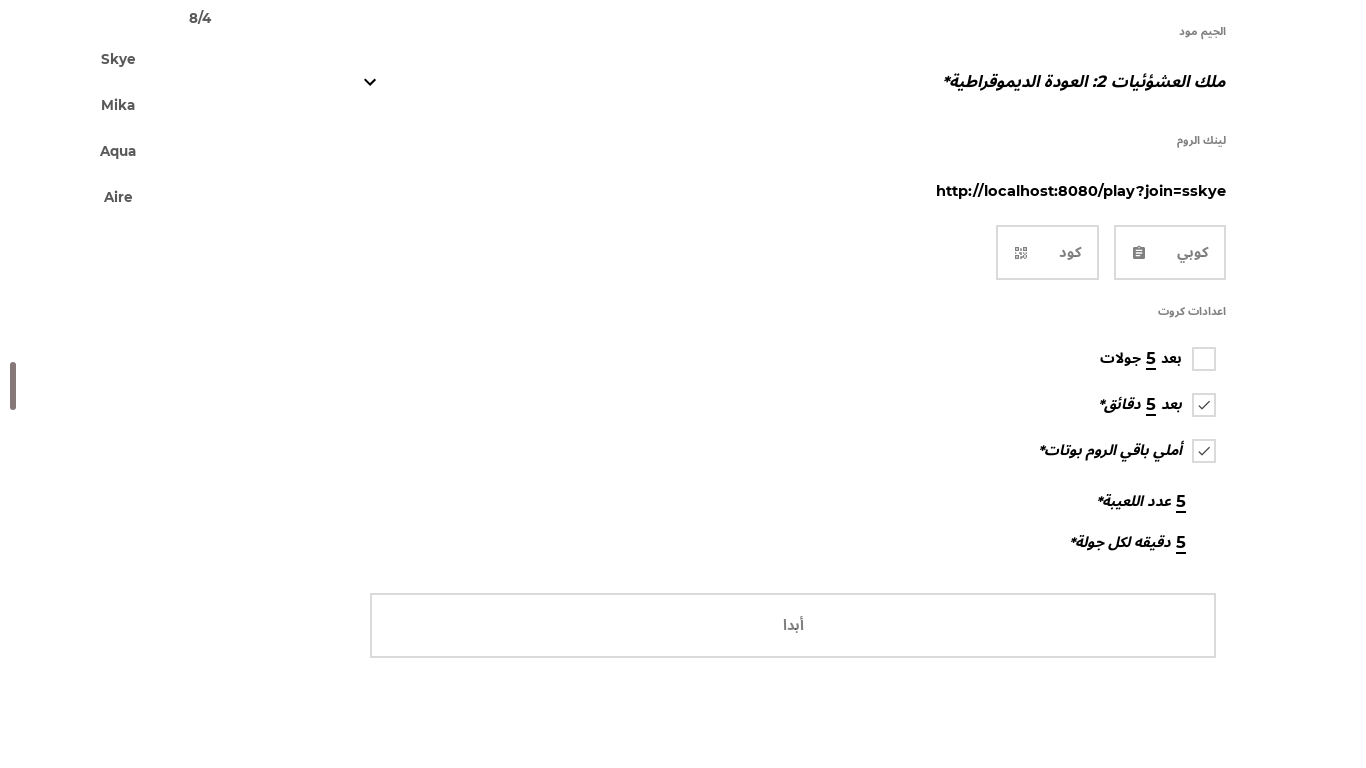 الجيم مود
ملك العشؤئيات 2: العودة الديموقراطية*
لينك الروم
http://localhost:8080/play?join=sskye
كوبي
كود
اعدادات كروت
بعد 5 جولات
بعد 5 دقائق*
أملي باقي الروم بوتات*
5 عدد اللعيبة*
5 دقيقه لكل جولة*
أبدا
8/4
Skye
Mika
Aqua
Aire